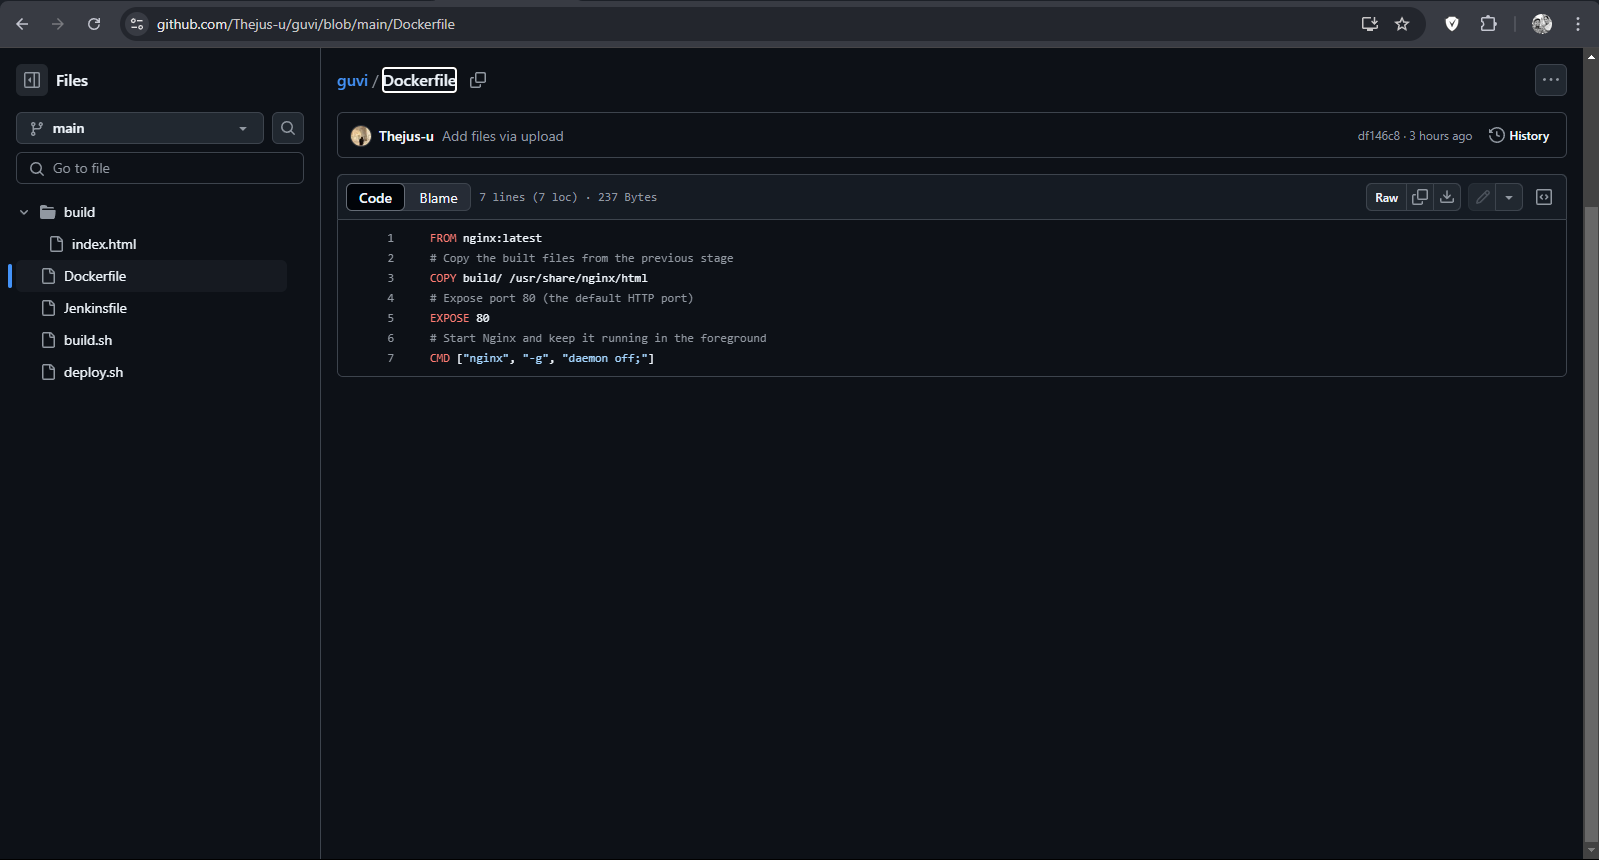 github.com/Thejus-u/guvi/blob/main/Dockerfile
Files
main
Go to file
build
index.html
Dockerfile
Jenkinsfile
build.sh
deploy.sh
guvi / Dockerfile
Thejus-u Add files via upload
df146c8 · 3 hours ago History
Code Blame 7 lines (7 loc) · 237 Bytes Raw
1 FROM nginx:latest
2 # Copy the built files from the previous stage
3 COPY build/ /usr/share/nginx/html
4 # Expose port 80 (the default HTTP port)
5 EXPOSE 80
6 # Start Nginx and keep it running in the foreground
7 CMD ["nginx", "-g", "daemon off;"]